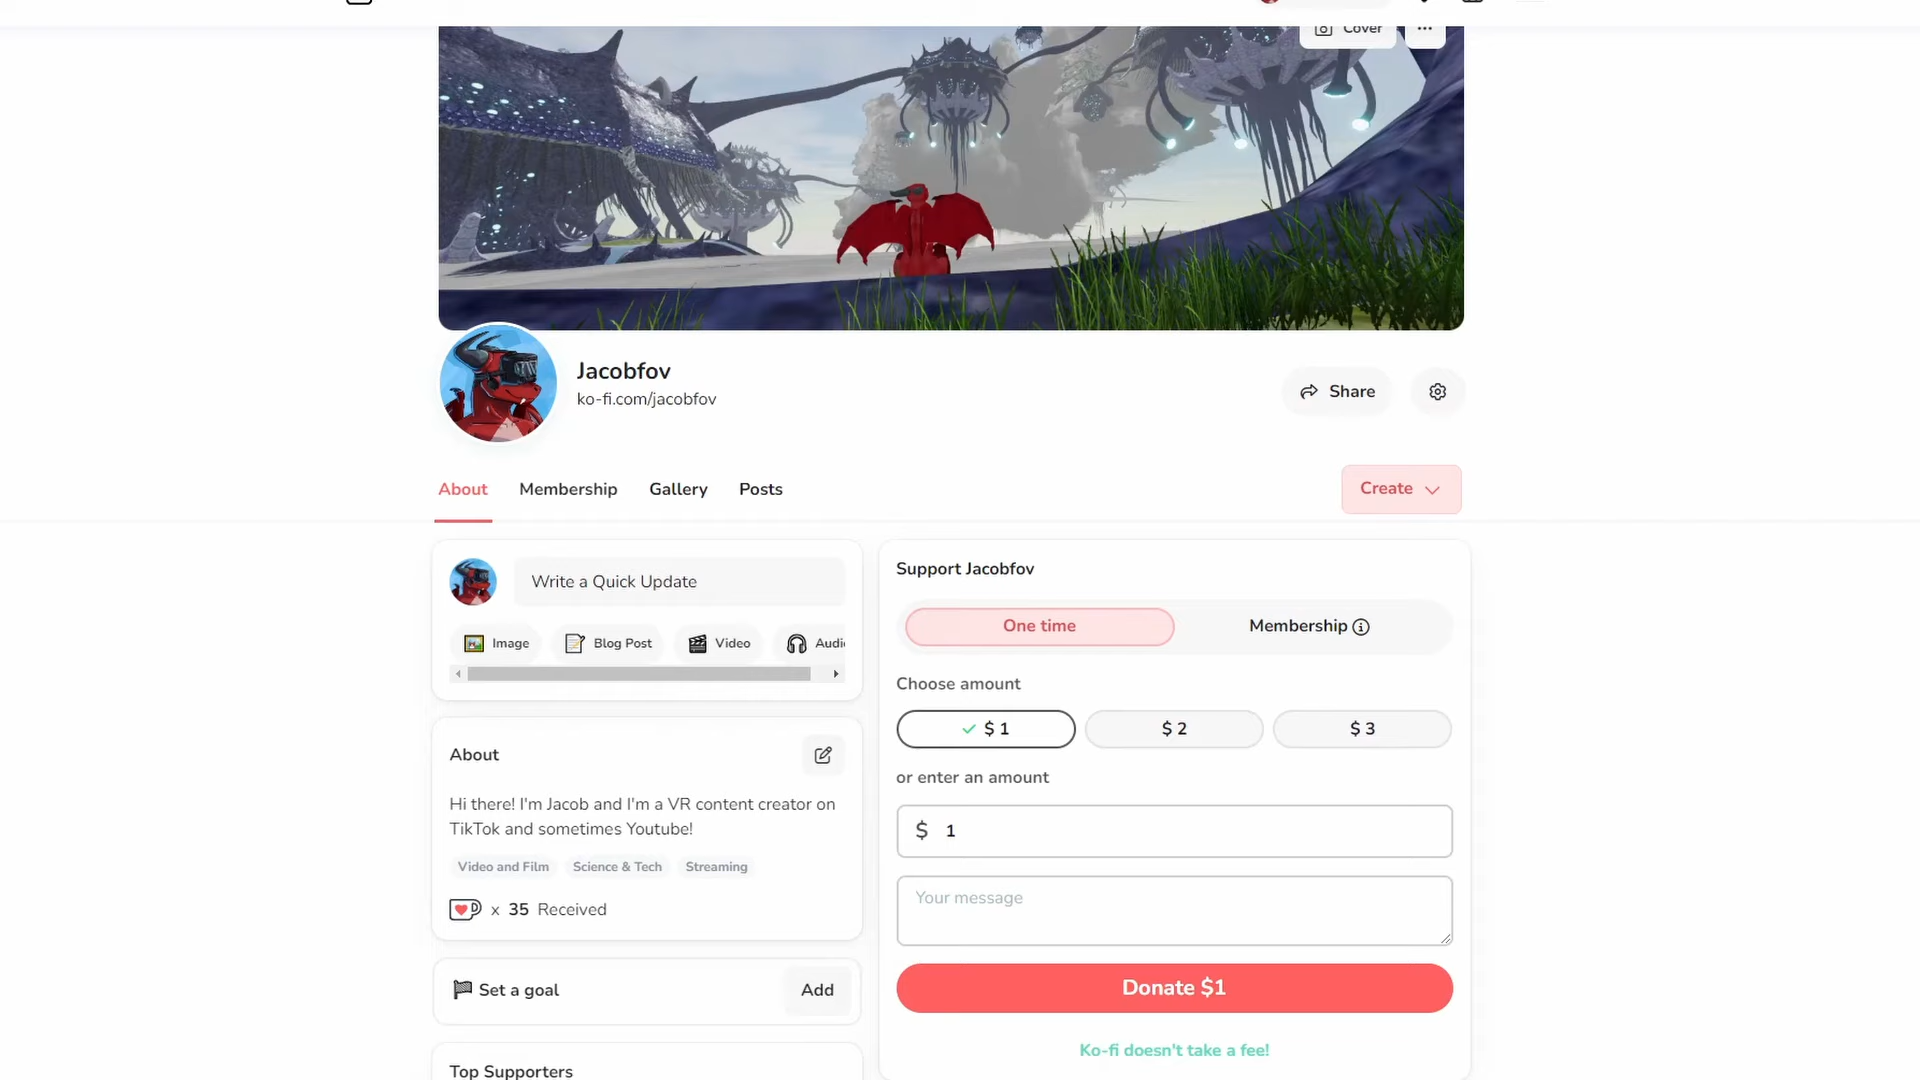 Cover
Jacobfov
ko-fi.com/jacobfov
Share
About
Membership
Gallery
Posts
Create
Write a Quick Update
Image
Blog Post
Video
Audi
About
Hi there! I'm Jacob and I'm a VR content creator on
TikTok and sometimes Youtube!
Video and Film
Science & Tech
Streaming
x 35 Received
Set a goal
Add
Top Supporters
Support Jacobfov
One time
Membership
Choose amount
$ 1
$ 2
$ 3
or enter an amount
$ 1
Your message
Donate $1
Ko-fi doesn't take a fee!